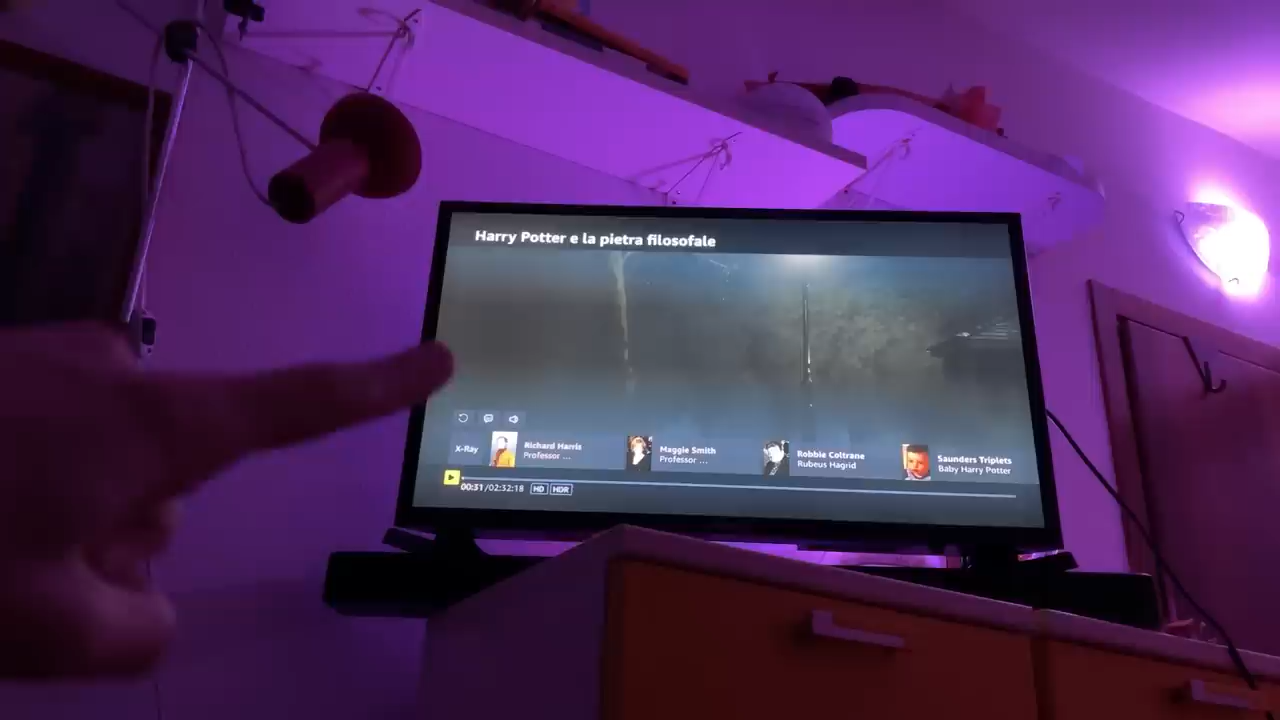 Harry Potter e la pietra filosofale
X-Ray
Richard Harris
Professor ...
Maggie Smith
Professor ...
Robbie Coltrane
Rubeus Hagrid
Saunders Triplets
Baby Harry Potter
00:31/02:32:18 HD HDR